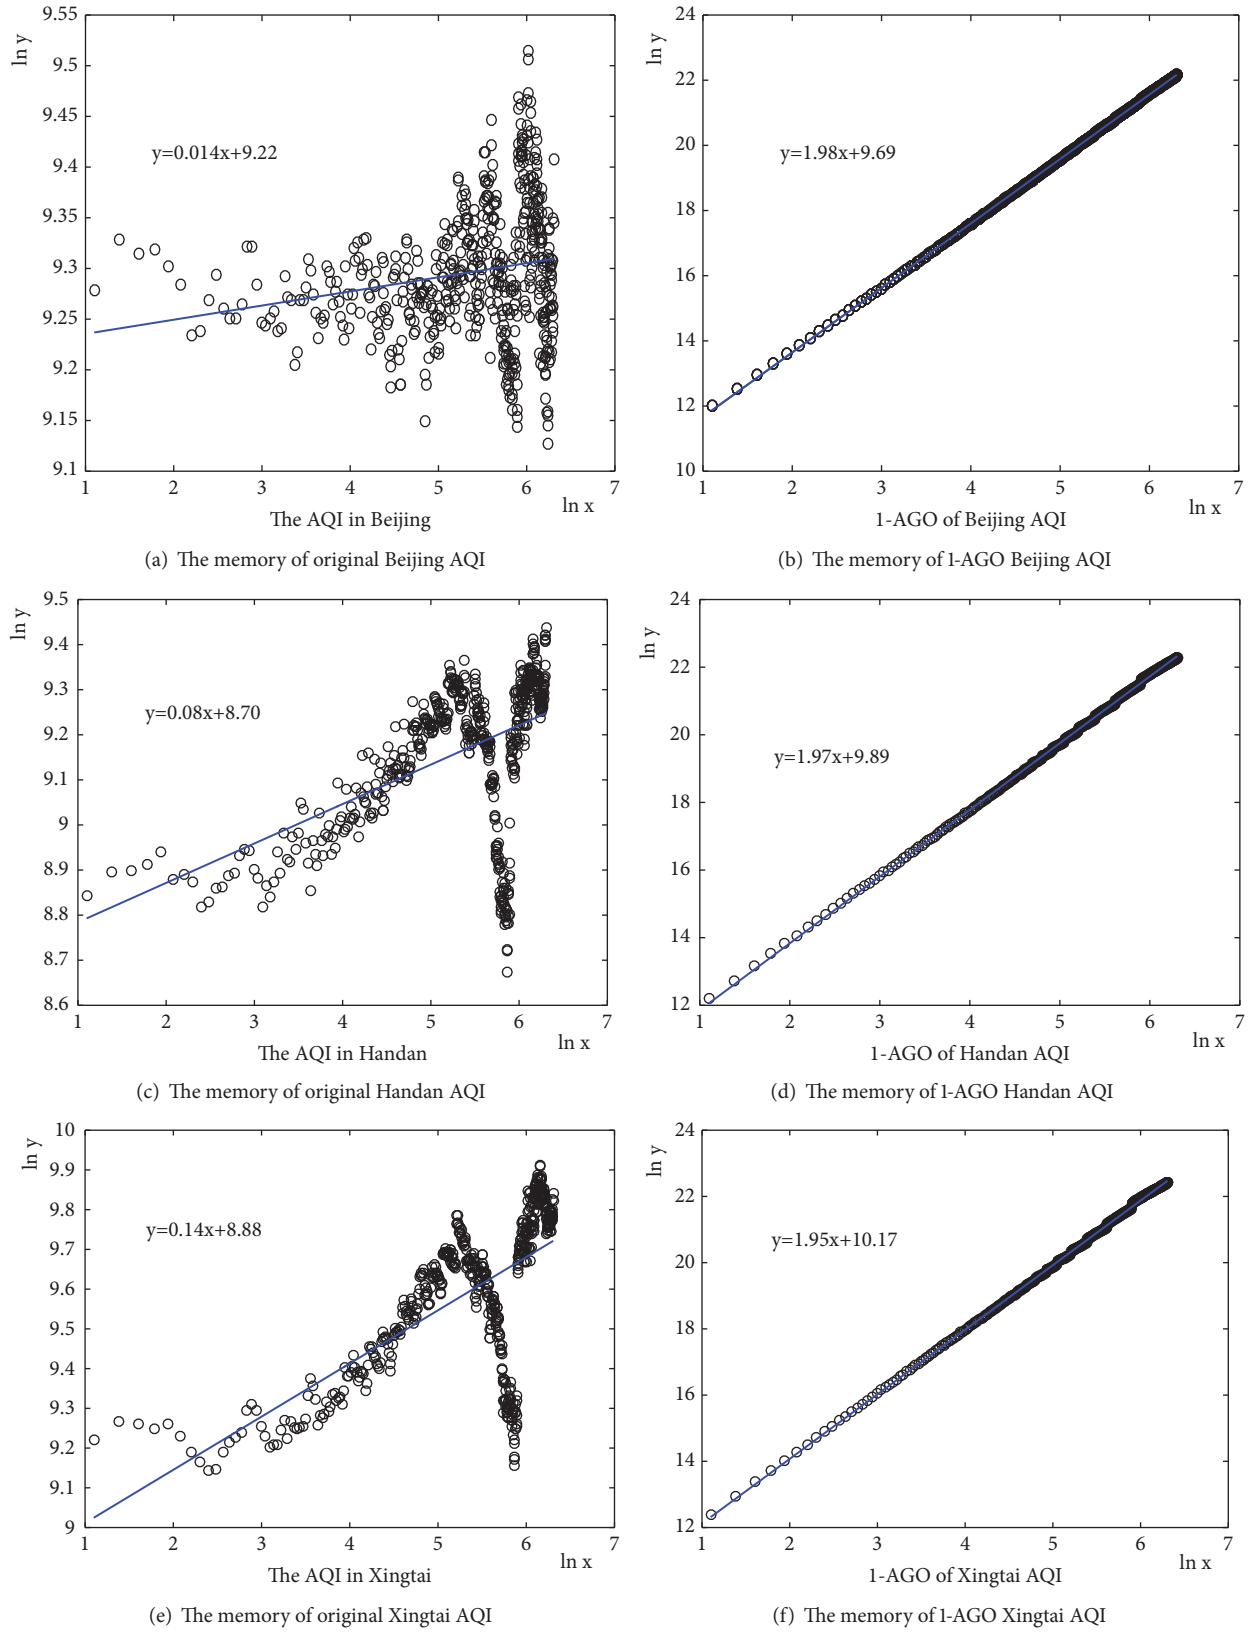 ln y
9.55
9.5
9.45
9.4
9.35
9.3
9.25
9.2
9.15
9.1
y=0.014x+9.22
1 2 3 4 5 6 7
ln x
The AQI in Beijing
(a) The memory of original Beijing AQI
ln y
24
22
20
18
16
14
12
10
y=1.98x+9.69
1 2 3 4 5 6 7
ln x
1-AGO of Beijing AQI
(b) The memory of 1-AGO Beijing AQI
ln y
9.5
9.4
9.3
9.2
9.1
9
8.9
8.8
8.7
8.6
y=0.08x+8.70
1 2 3 4 5 6 7
ln x
The AQI in Handan
(c) The memory of original Handan AQI
ln y
24
22
20
18
16
14
12
y=1.97x+9.89
1 2 3 4 5 6 7
ln x
1-AGO of Handan AQI
(d) The memory of 1-AGO Handan AQI
ln y
10
9.9
9.8
9.7
9.6
9.5
9.4
9.3
9.2
9.1
9
y=0.14x+8.88
1 2 3 4 5 6 7
ln x
The AQI in Xingtai
(e) The memory of original Xingtai AQI
ln y
24
22
20
18
16
14
12
y=1.95x+10.17
1 2 3 4 5 6 7
ln x
1-AGO of Xingtai AQI
(f) The memory of 1-AGO Xingtai AQI